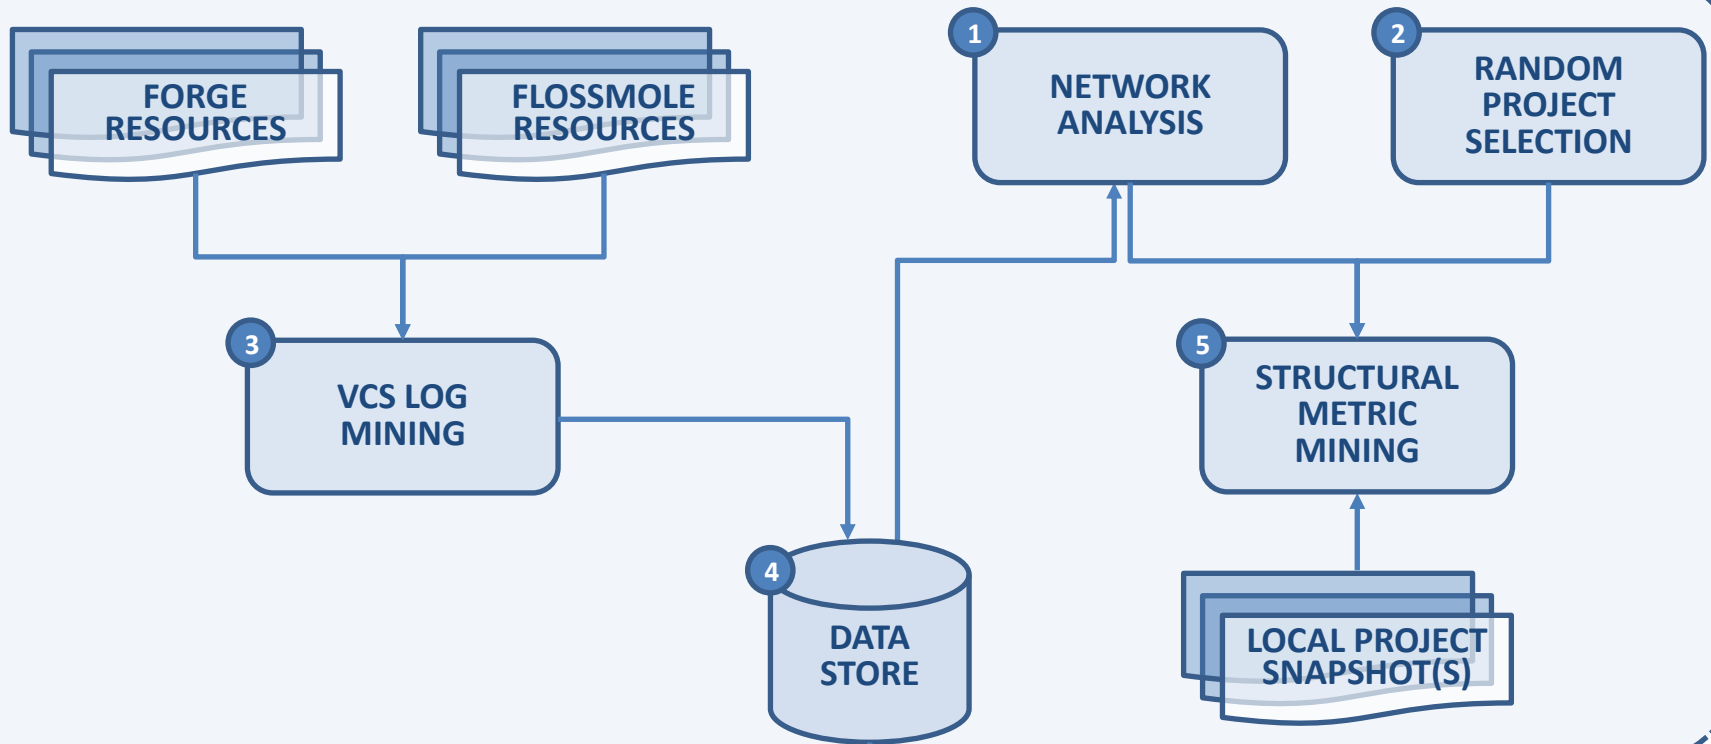 FORGE
RESOURCES
FLOSSMOLE
RESOURCES
1
NETWORK
ANALYSIS
2
RANDOM
PROJECT
SELECTION
3
VCS LOG
MINING
5
STRUCTURAL
METRIC
MINING
4
DATA
STORE
LOCAL PROJECT
SNAPSHOT(S)